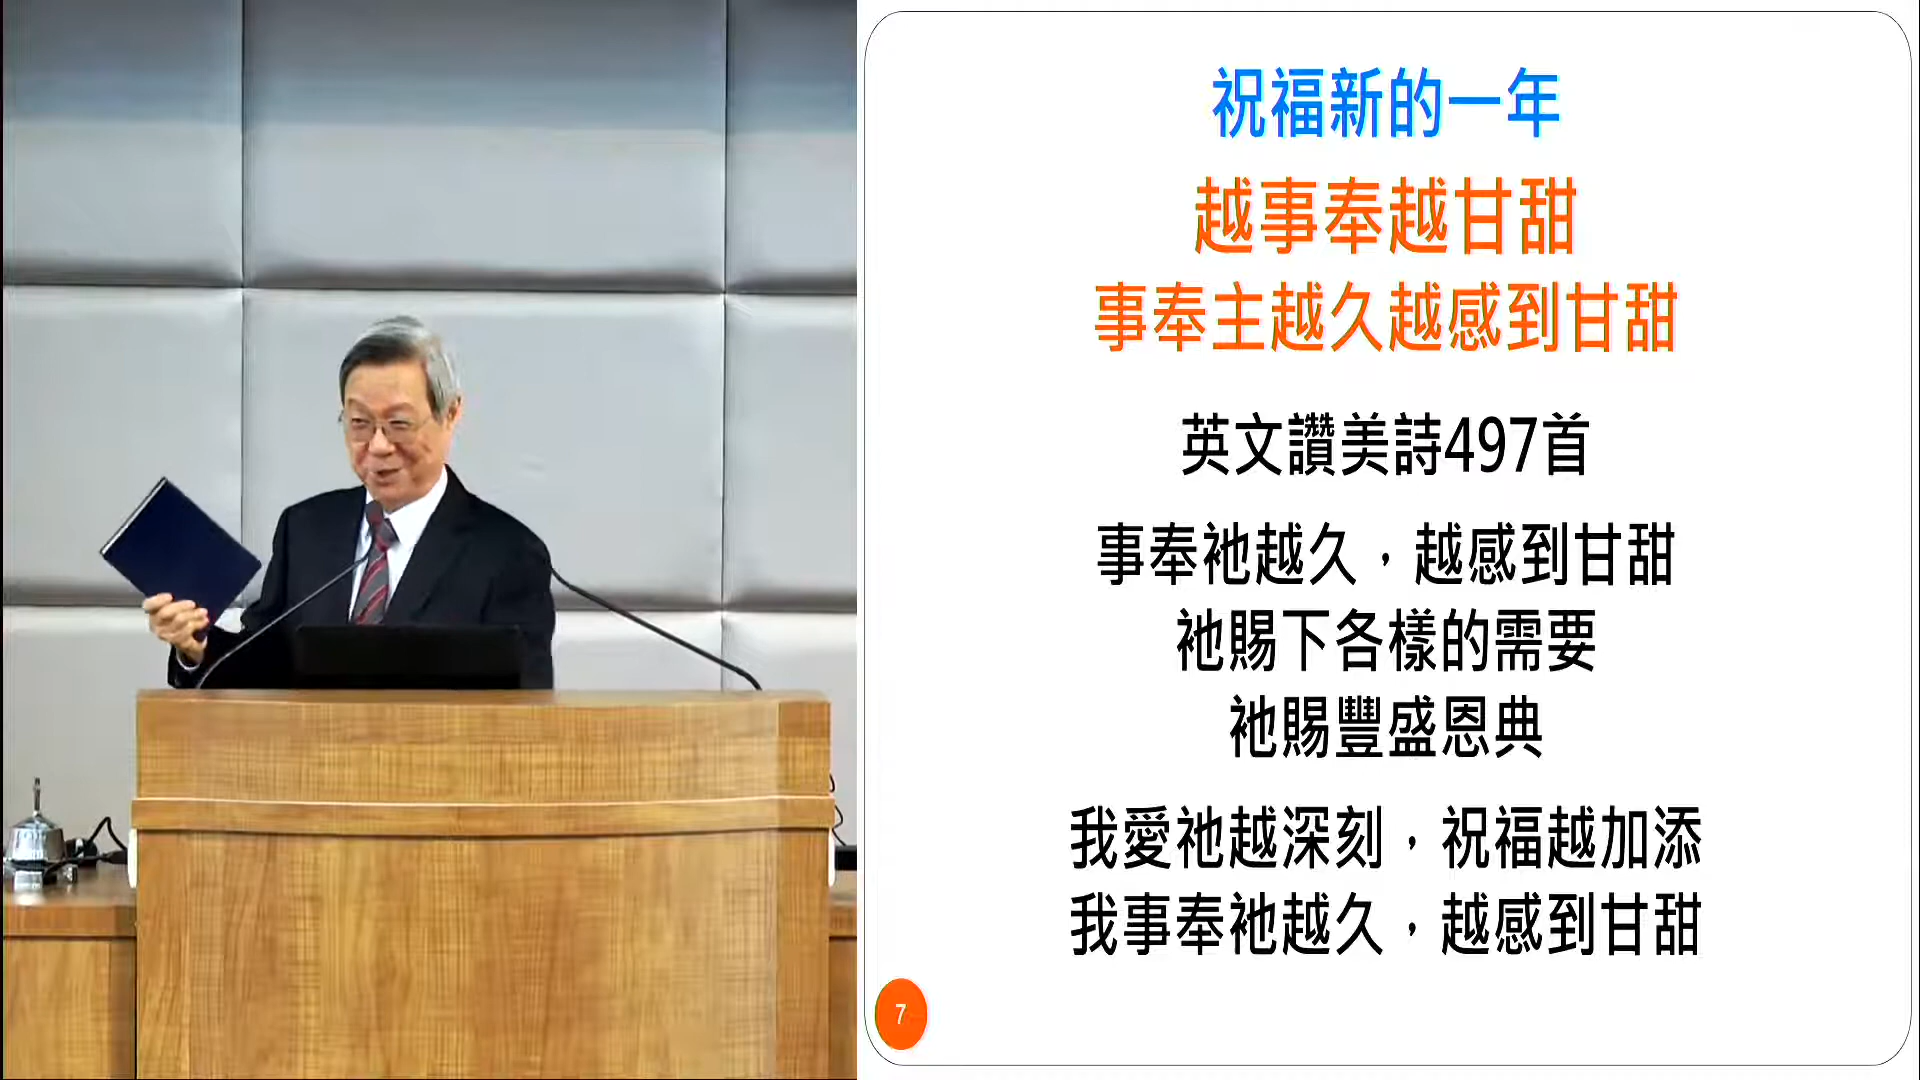 祝福新的一年
越事奉越甘甜
事奉主越久越感到甘甜
英文讚美詩497首
事奉祂越久，越感到甘甜
祂賜下各樣的需要
祂賜豐盛恩典
我愛祂越深刻，祝福越加添
我事奉祂越久，越感到甘甜
7